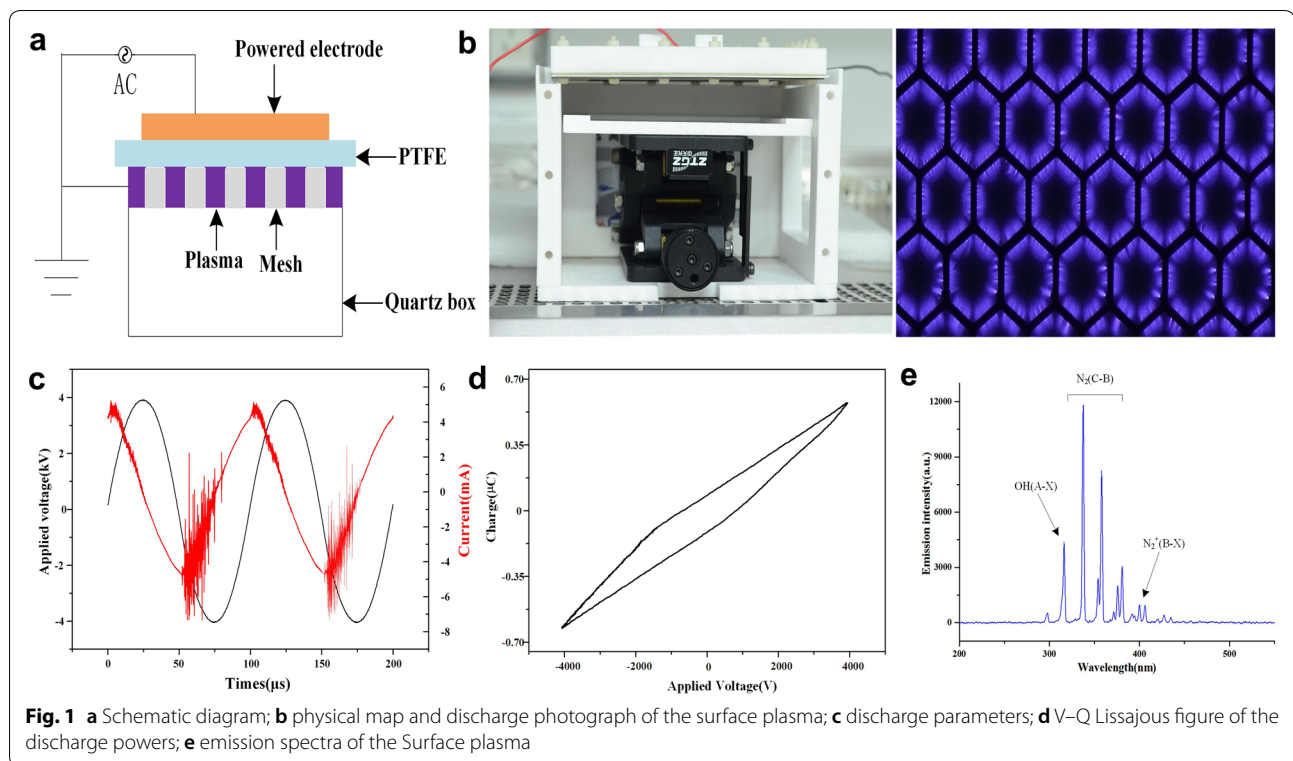 a
AC
Powered electrode
PTFE
Plasma
Mesh
Quartz box
b
ZTGZ
c
Applied voltage(kV)
4
2
0
-2
-4
6
4
2
0
-2
-4
-6
-8
Current(mA)
0
50
100
150
200
Times(μs)
d
Charge(μC)
0.70
0.35
0
-0.35
-0.70
-4000
-2000
0
2000
4000
Applied Voltage(V)
e
Emission intensity(a.u.)
12000
9000
6000
3000
0
N₂(C-B)
OH(A-X)
N₂⁺(B-X)
200
300
400
500
Wavelength(nm)
Fig. 1 a Schematic diagram; b physical map and discharge photograph of the surface plasma; c discharge parameters; d V–Q Lissajous figure of the
discharge powers; e emission spectra of the Surface plasma